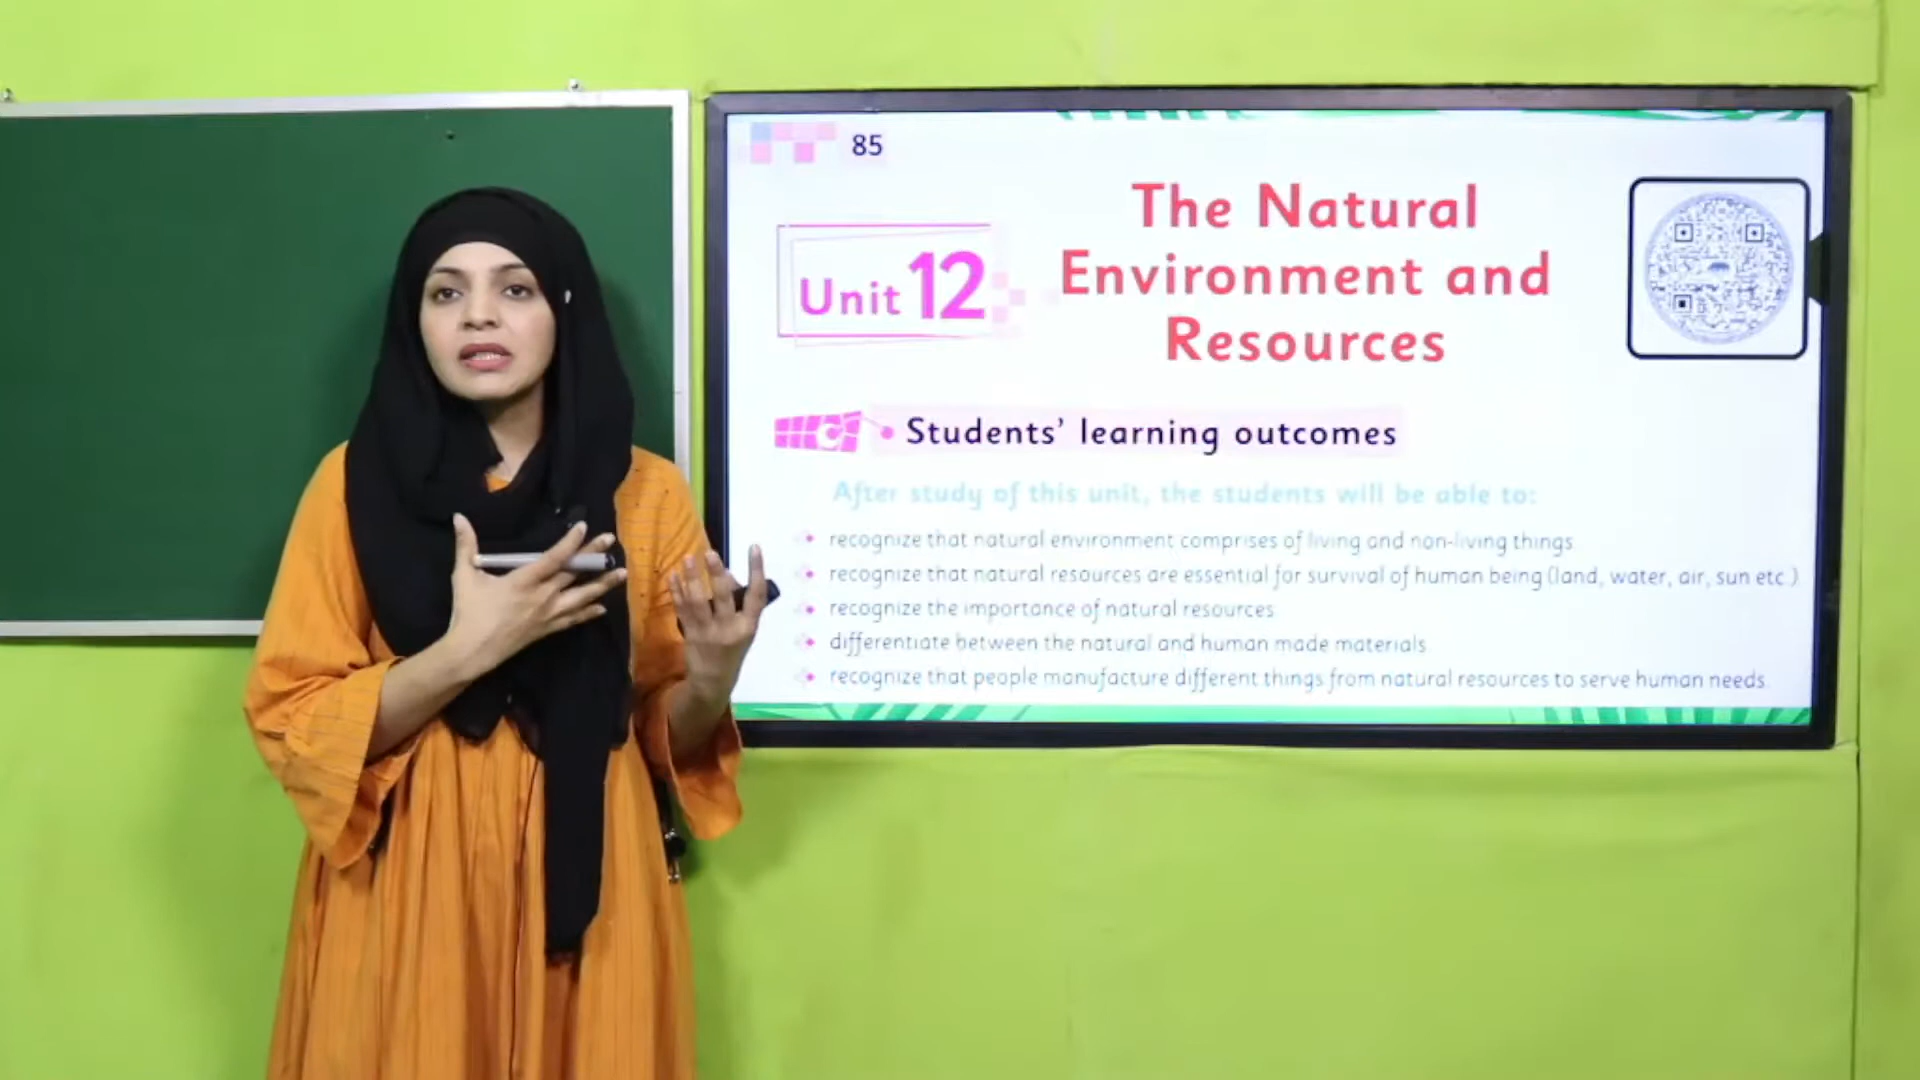 85
Unit 12
The Natural
Environment and
Resources
Students' learning outcomes
After study of this unit, the students will be able to:
recognize that natural environment comprises of living and non-living things
recognize that natural resources are essential for survival of human being (land, water, air, sun etc.)
recognize the importance of natural resources
differentiate between the natural and human made materials
recognize that people manufacture different things from natural resources to serve human needs.